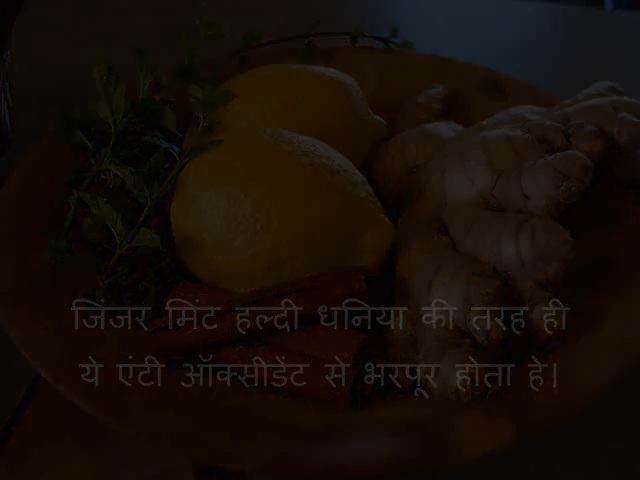 जिंजर मिंट हल्दी धनिया की तरह ही
ये एंटी ऑक्सीडेंट से भरपूर होता हे।